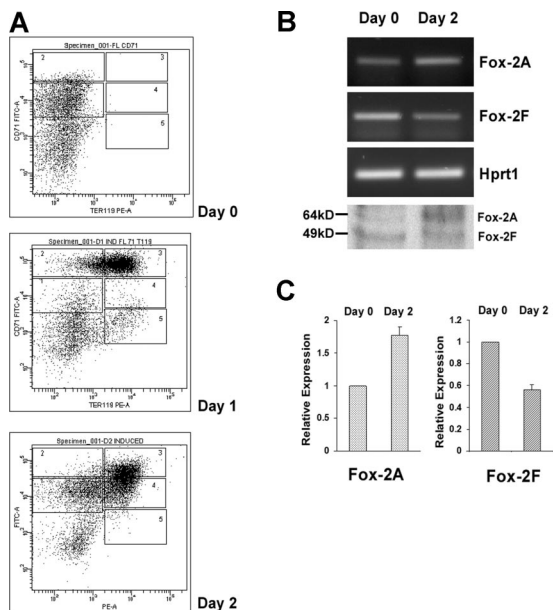 A
Specimen_001-FL CD71
2
3
4
5
CD71 FITC-A
TER119 PE-A
Day 0
Specimen_001-D1 IND FL 71 T119
2
3
1
4
5
CD71 FITC-A
TER119 PE-A
Day 1
Specimen_001-D2 INDUCED
2
3
4
5
FITC-A
PE-A
Day 2
B
Day 0 Day 2
Fox-2A
Fox-2F
Hprt1
64kD
Fox-2A
49kD
Fox-2F
C
Relative Expression
Day 0 Day 2
2
1.5
1
0.5
0
Fox-2A
Relative Expression
Day 0 Day 2
1.2
1
0.8
0.6
0.4
0.2
0
Fox-2F